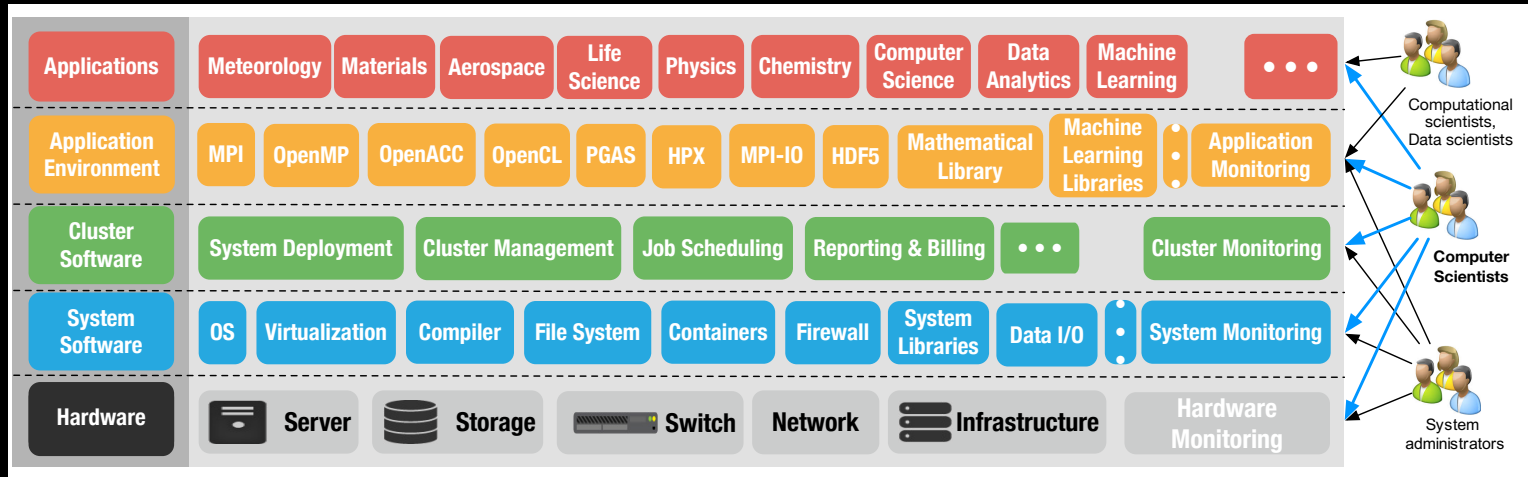 Applications
Meteorology
Materials
Aerospace
Life
Science
Physics
Chemistry
Computer
Science
Data
Analytics
Machine
Learning
Computational
scientists,
Data scientists
Application
Environment
MPI
OpenMP
OpenACC
OpenCL
PGAS
HPX
MPI-IO
HDF5
Mathematical
Library
Machine
Learning
Libraries
Application
Monitoring
Cluster
Software
System Deployment
Cluster Management
Job Scheduling
Reporting & Billing
Cluster Monitoring
Computer
Scientists
System
Software
OS
Virtualization
Compiler
File System
Containers
Firewall
System
Libraries
Data I/O
System Monitoring
Hardware
Server
Storage
Switch
Network
Infrastructure
Hardware
Monitoring
System
administrators